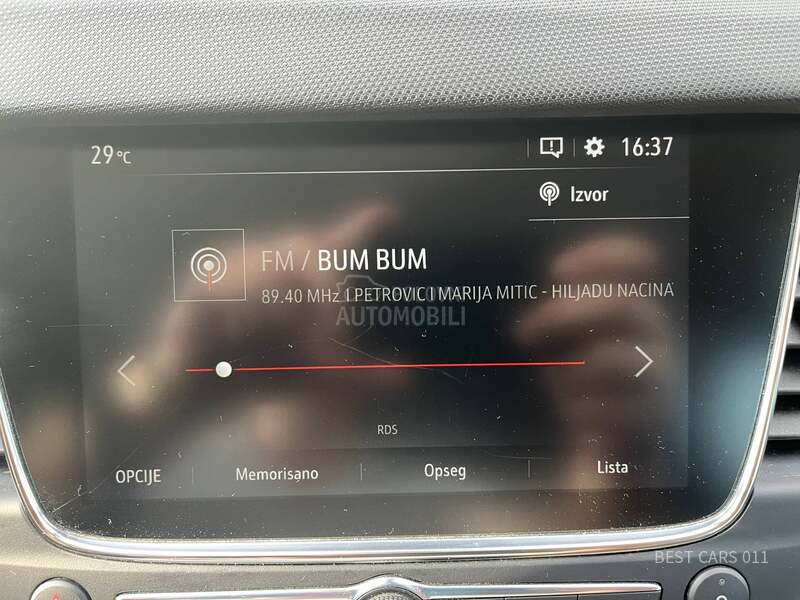 29°C
16:37
Izvor
FM / BUM BUM
89.40 MHz I PETROVIC I MARIJA MITIC - HILJADU NACINA
AUTOMOBILI
RDS
OPCIJE
Memorisano
Opseg
Lista
BEST CARS 011